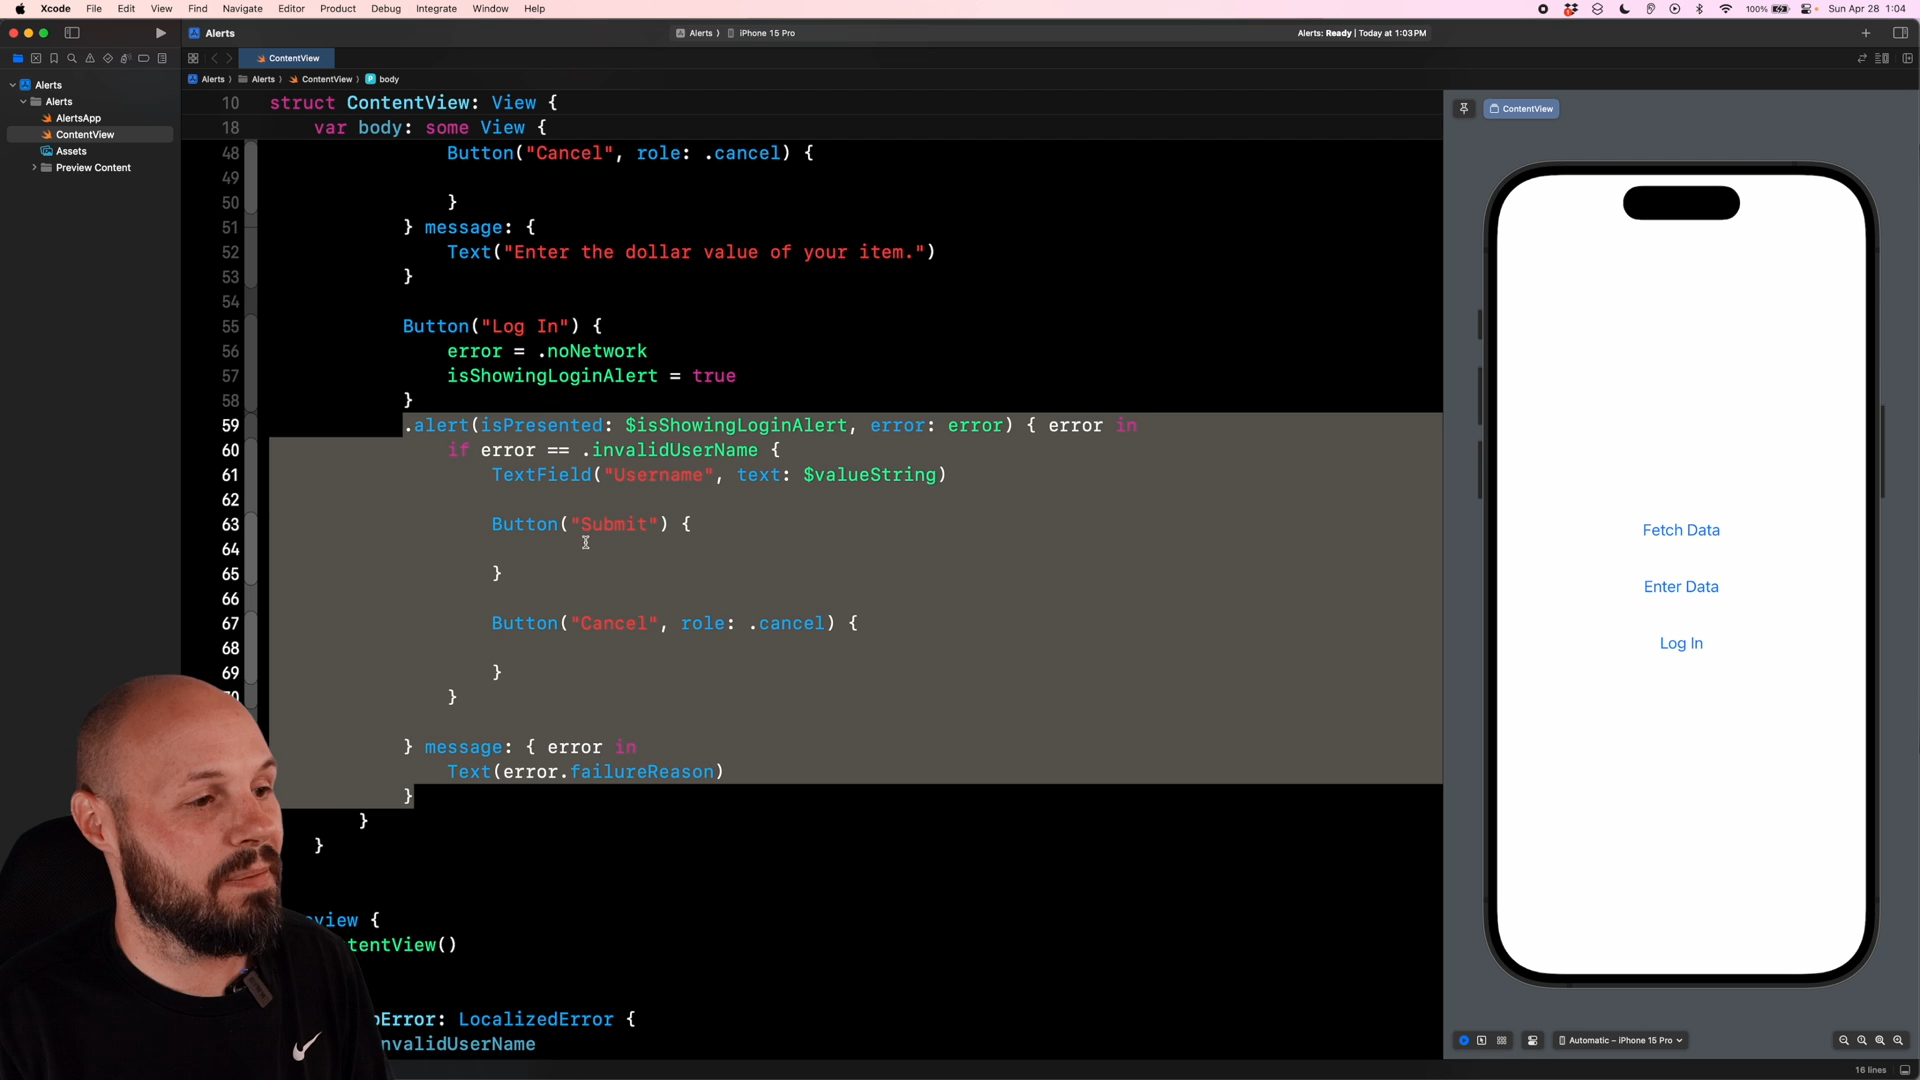 Xcode File Edit View Find Navigate Editor Product Debug Integrate Window Help
100% Sun Apr 28 1:04
Alerts
Alerts iPhone 15 Pro
Alerts: Ready | Today at 1:03 PM
ContentView
Alerts Alerts ContentView body
Alerts
Alerts
AlertsApp
ContentView
Assets
Preview Content
10 struct ContentView: View {
18 var body: some View {
48 Button("Cancel", role: .cancel) {
49
50 }
51 } message: {
52 Text("Enter the dollar value of your item.")
53 }
54
55 Button("Log In") {
56 error = .noNetwork
57 isShowingLoginAlert = true
58 }
59 .alert(isPresented: $isShowingLoginAlert, error: error) { error in
60 if error == .invalidUserName {
61 TextField("Username", text: $valueString)
62
63 Button("Submit") {
64
65 }
66
67 Button("Cancel", role: .cancel) {
68
69 }
}
} message: { error in
Text(error.failureReason)
}
}
}
view {
tentView()
Error: LocalizedError {
nvalidUserName
ContentView
Fetch Data
Enter Data
Log In
Automatic – iPhone 15 Pro
16 lines